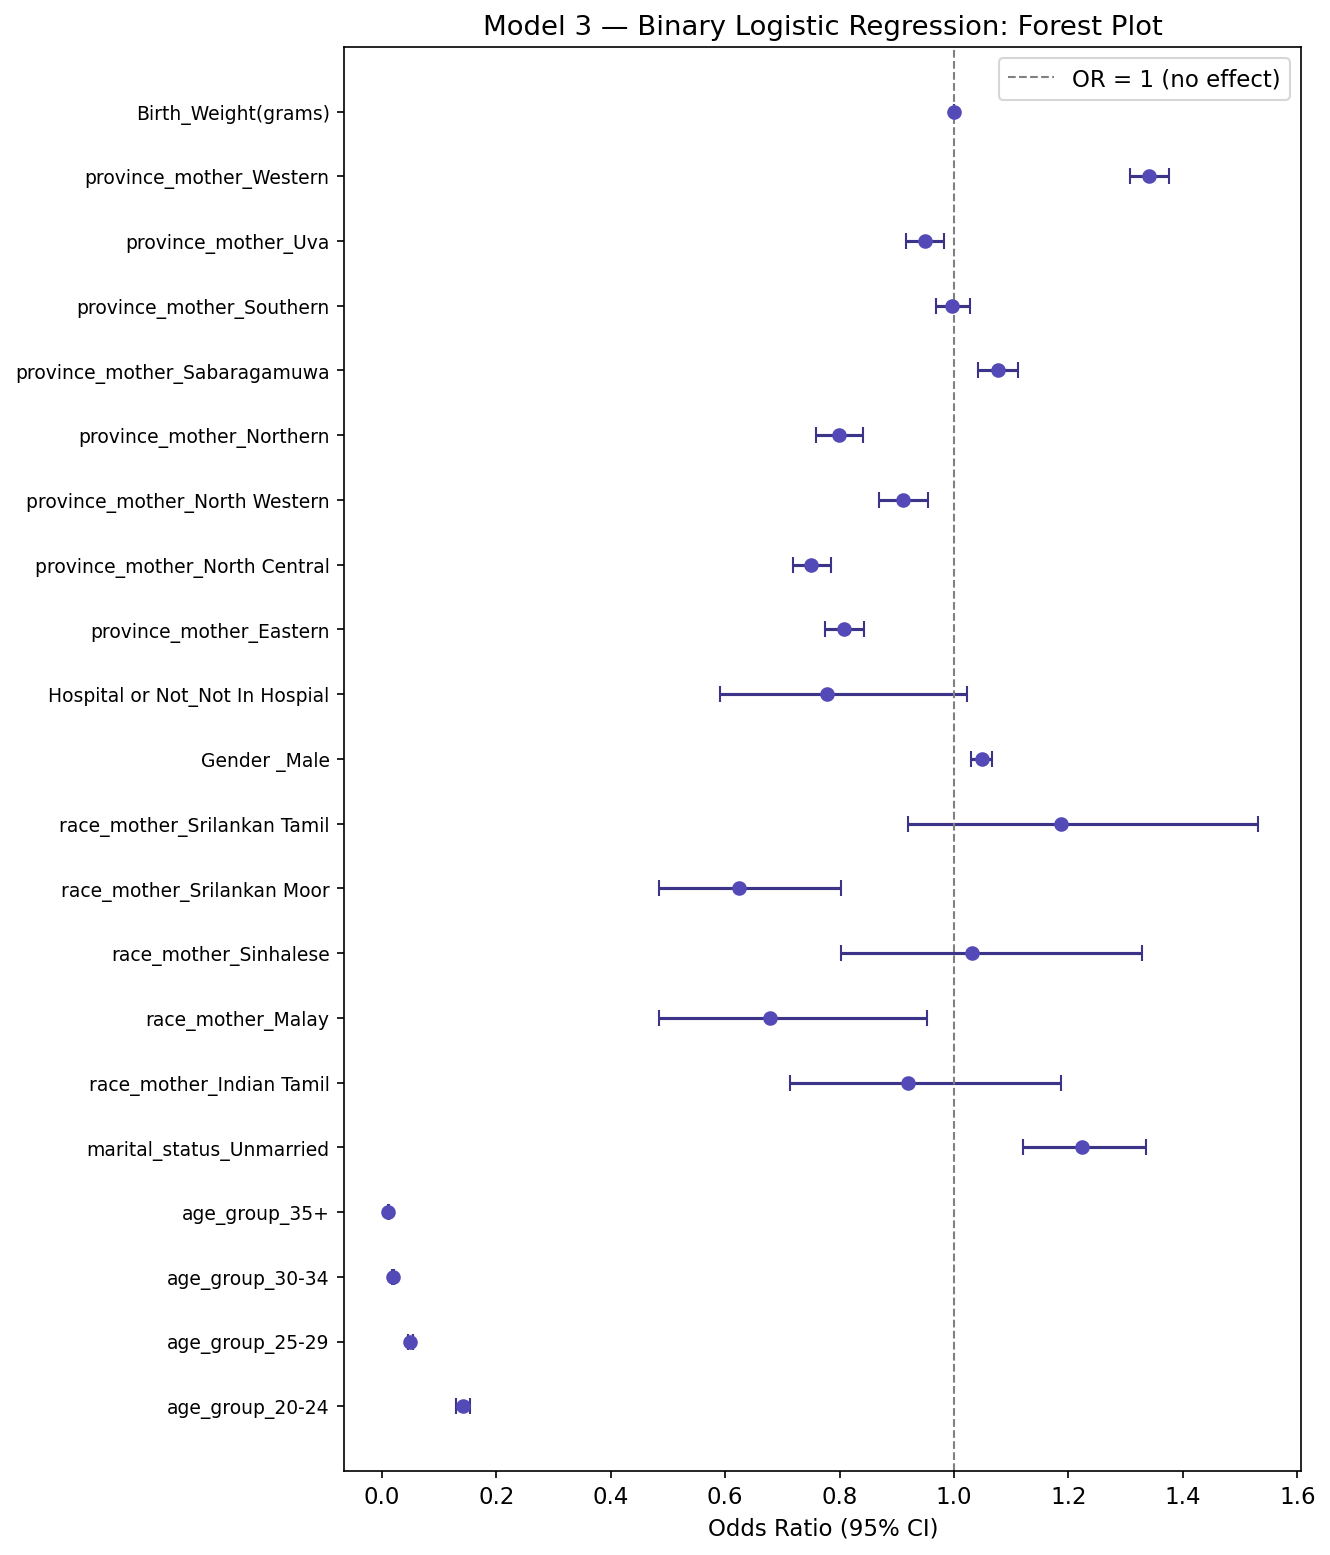 Model 3 — Binary Logistic Regression: Forest Plot
OR = 1 (no effect)
Birth_Weight(grams)
province_mother_Western
province_mother_Uva
province_mother_Southern
province_mother_Sabaragamuwa
province_mother_Northern
province_mother_North Western
province_mother_North Central
province_mother_Eastern
Hospital or Not_Not In Hospial
Gender _Male
race_mother_Srilankan Tamil
race_mother_Srilankan Moor
race_mother_Sinhalese
race_mother_Malay
race_mother_Indian Tamil
marital_status_Unmarried
age_group_35+
age_group_30-34
age_group_25-29
age_group_20-24
0.0 0.2 0.4 0.6 0.8 1.0 1.2 1.4 1.6
Odds Ratio (95% CI)